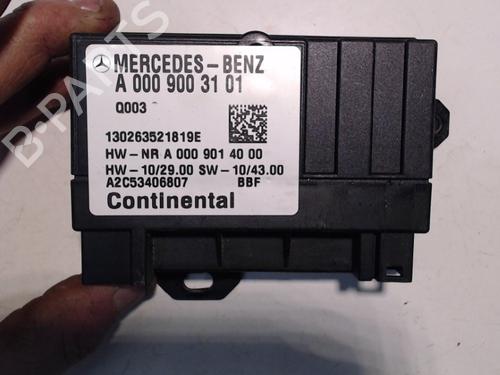 MERCEDES-BENZ
A 000 900 31 01
Q003
130263521819E
HW-NR A 000 901 40 00
HW-10/29.00 SW-10/43.00
A2C53406807 BBF
Continental
B-PARTS